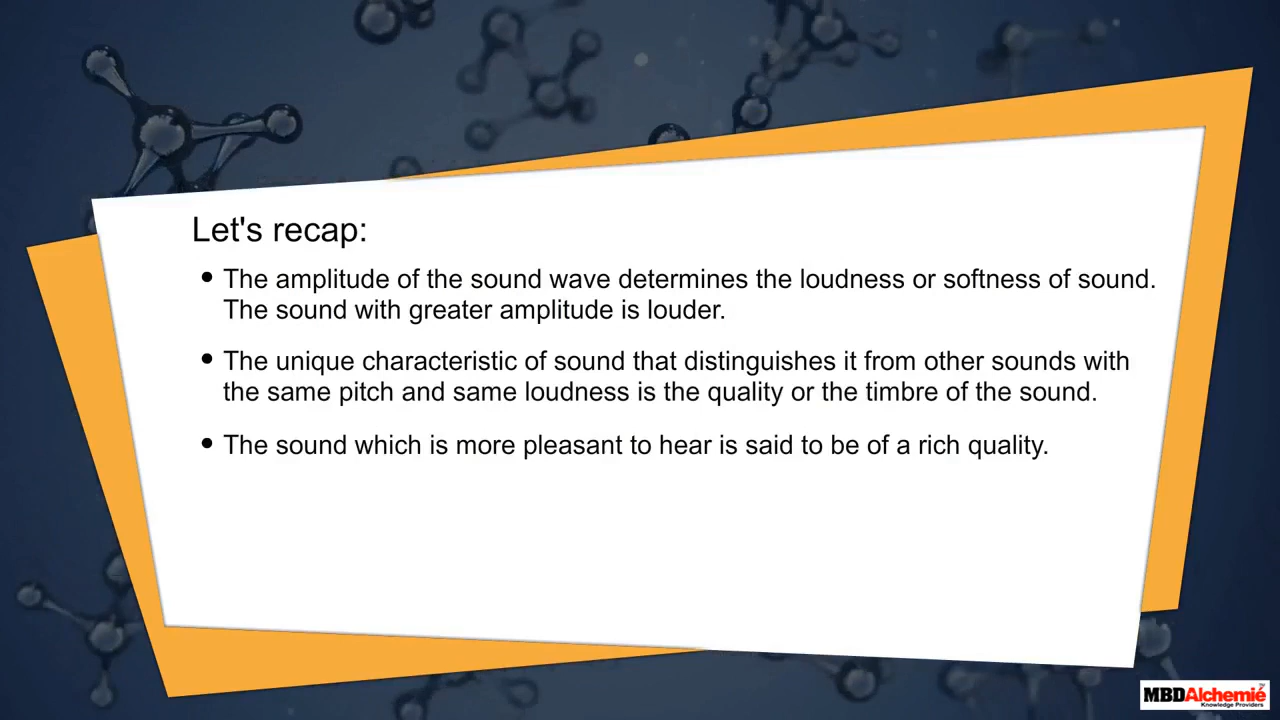 Let's recap:
• The amplitude of the sound wave determines the loudness or softness of sound.
The sound with greater amplitude is louder.
• The unique characteristic of sound that distinguishes it from other sounds with
the same pitch and same loudness is the quality or the timbre of the sound.
• The sound which is more pleasant to hear is said to be of a rich quality.
MBDAlchemie
Knowledge Providers